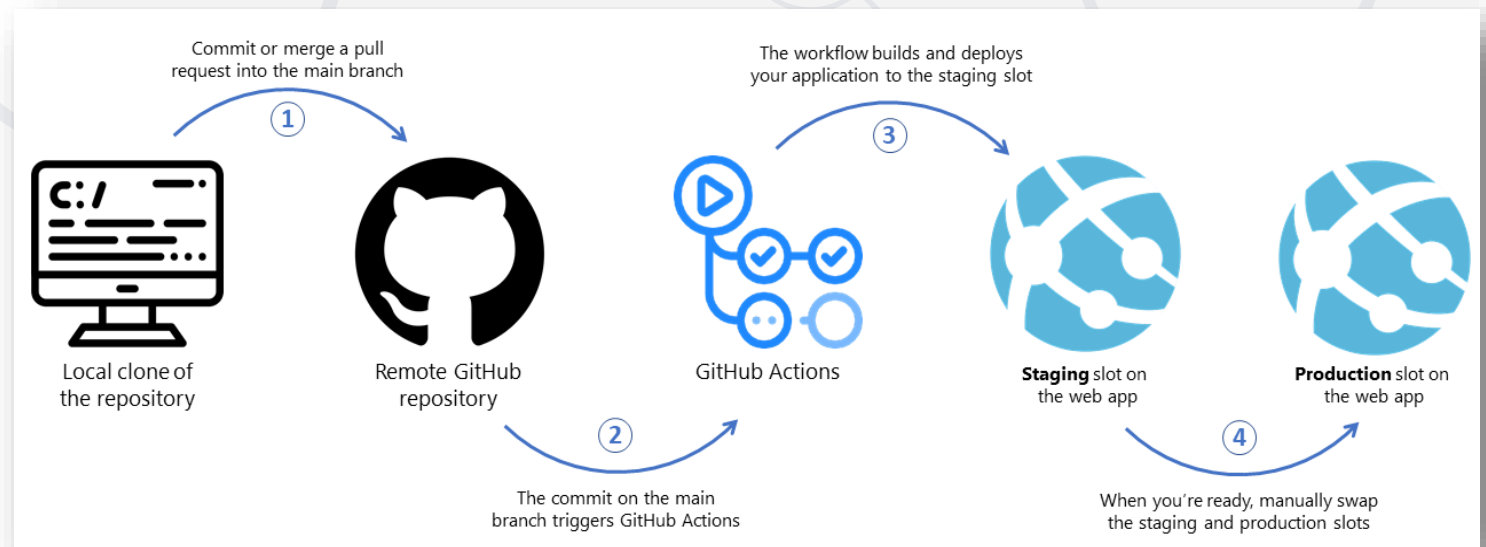 Commit or merge a pull
request into the main branch
1
The workflow builds and deploys
your application to the staging slot
3
C:/
Local clone of
the repository
Remote GitHub
repository
GitHub Actions
Staging slot on
the web app
Production slot on
the web app
2
The commit on the main
branch triggers GitHub Actions
4
When you’re ready, manually swap
the staging and production slots